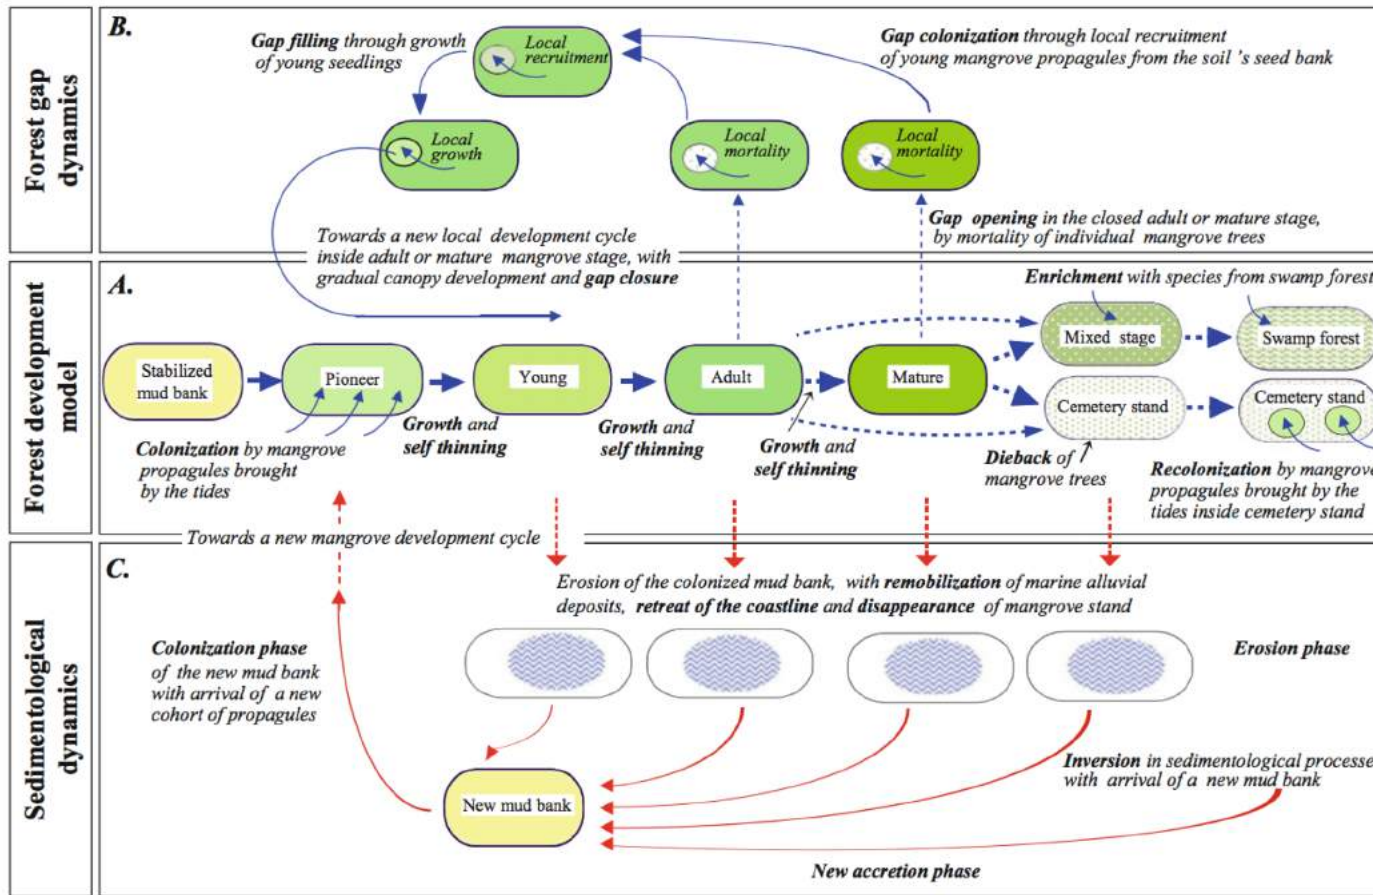 Forest gap
dynamics
B.
Gap filling through growth
of young seedlings
Local
recruitment
Gap colonization through local recruitment
of young mangrove propagules from the soil 's seed bank
Local
growth
Local
mortality
Local
mortality
Towards a new local development cycle
inside adult or mature mangrove stage, with
gradual canopy development and gap closure
Gap opening in the closed adult or mature stage,
by mortality of individual mangrove trees
Forest development
model
A.
Enrichment with species from swamp forest
Stabilized
mud bank
Pioneer
Young
Adult
Mature
Mixed stage
Swamp forest
Cemetery stand
Cemetery stand
Colonization by mangrove
propagules brought
by the tides
Growth and
self thinning
Growth and
self thinning
Growth and
self thinning
Dieback of
mangrove trees
Recolonization by mangrove
propagules brought by the
tides inside cemetery stand
Towards a new mangrove development cycle
Sedimentological
dynamics
C.
Erosion of the colonized mud bank, with remobilization of marine alluvial
deposits, retreat of the coastline and disappearance of mangrove stand
Colonization phase
of the new mud bank
with arrival of a new
cohort of propagules
Erosion phase
Inversion in sedimentological processe
with arrival of a new mud bank
New mud bank
New accretion phase